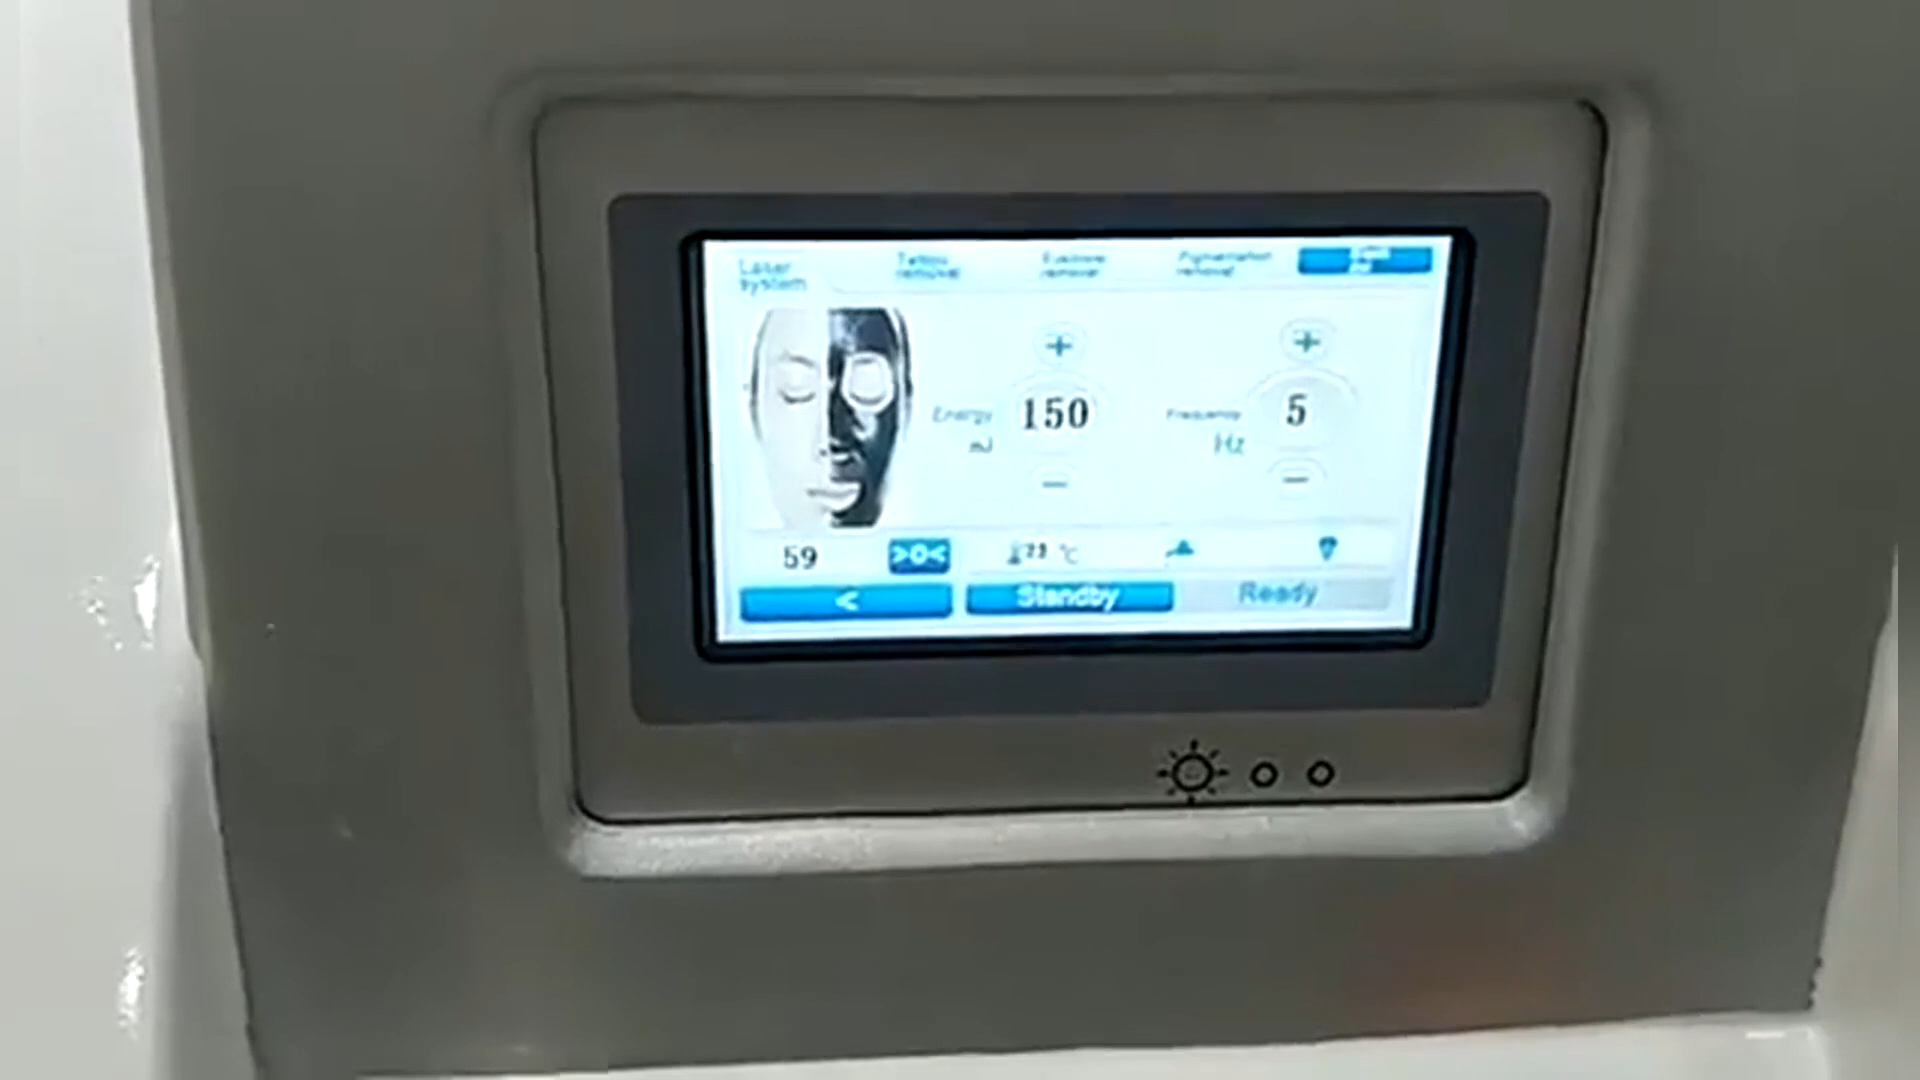 Laser
system
Tattoo
removal
Eyebrow
removal
Pigmentation
removal
+
+
Energy
150
mJ
Frequency
5
Hz
−
−
59
>0<
℃
<
Standby
Ready